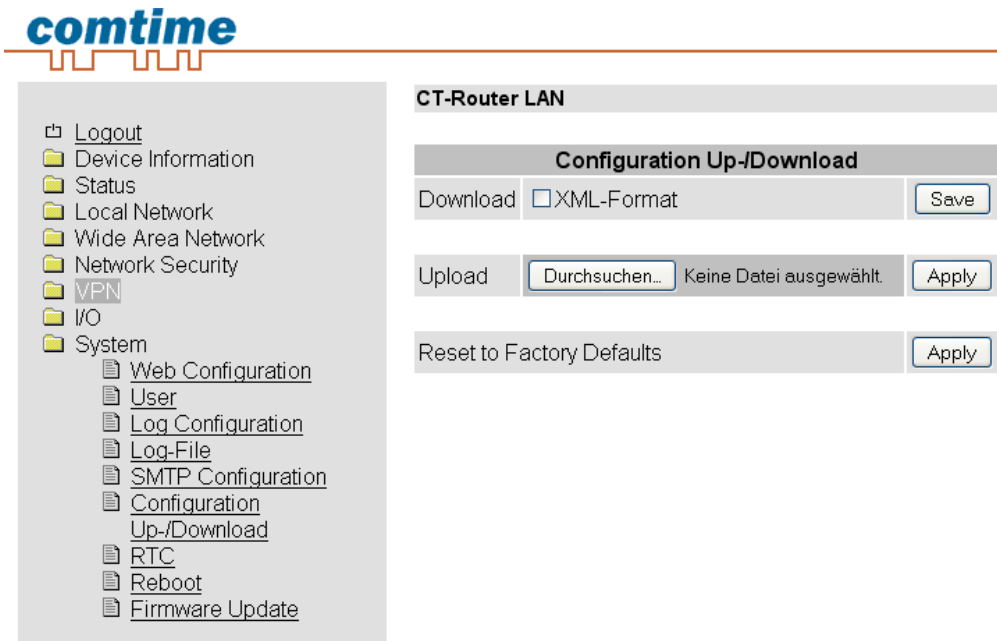 comtime
CT-Router LAN
Logout
Device Information
Status
Local Network
Wide Area Network
Network Security
VPN
I/O
System
Web Configuration
User
Log Configuration
Log-File
SMTP Configuration
Configuration
Up-/Download
RTC
Reboot
Firmware Update
Configuration Up-/Download
Download XML-Format Save
Upload Durchsuchen... Keine Datei ausgewählt. Apply
Reset to Factory Defaults Apply